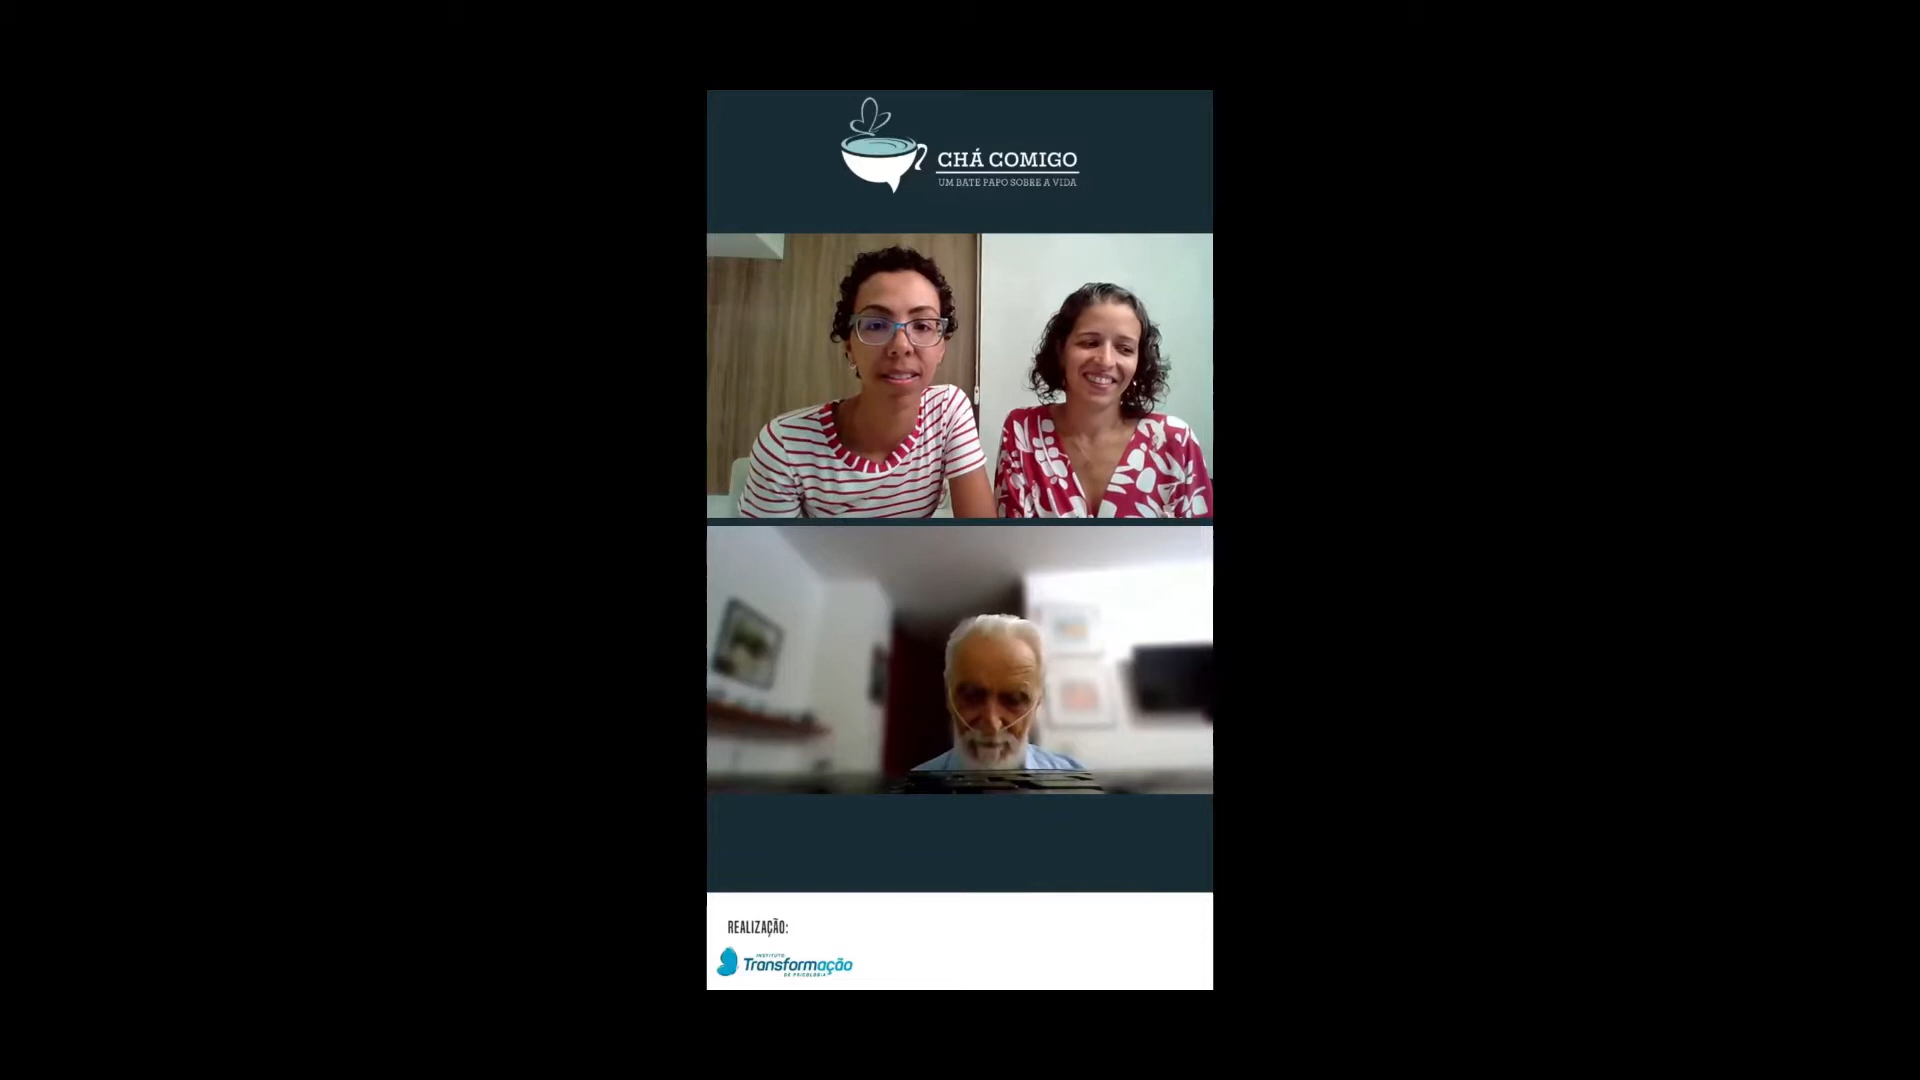 CHÁ COMIGO
UM BATE PAPO SOBRE A VIDA
REALIZAÇÃO:
INSTITUTO
Transformação
DE PSICOLOGIA